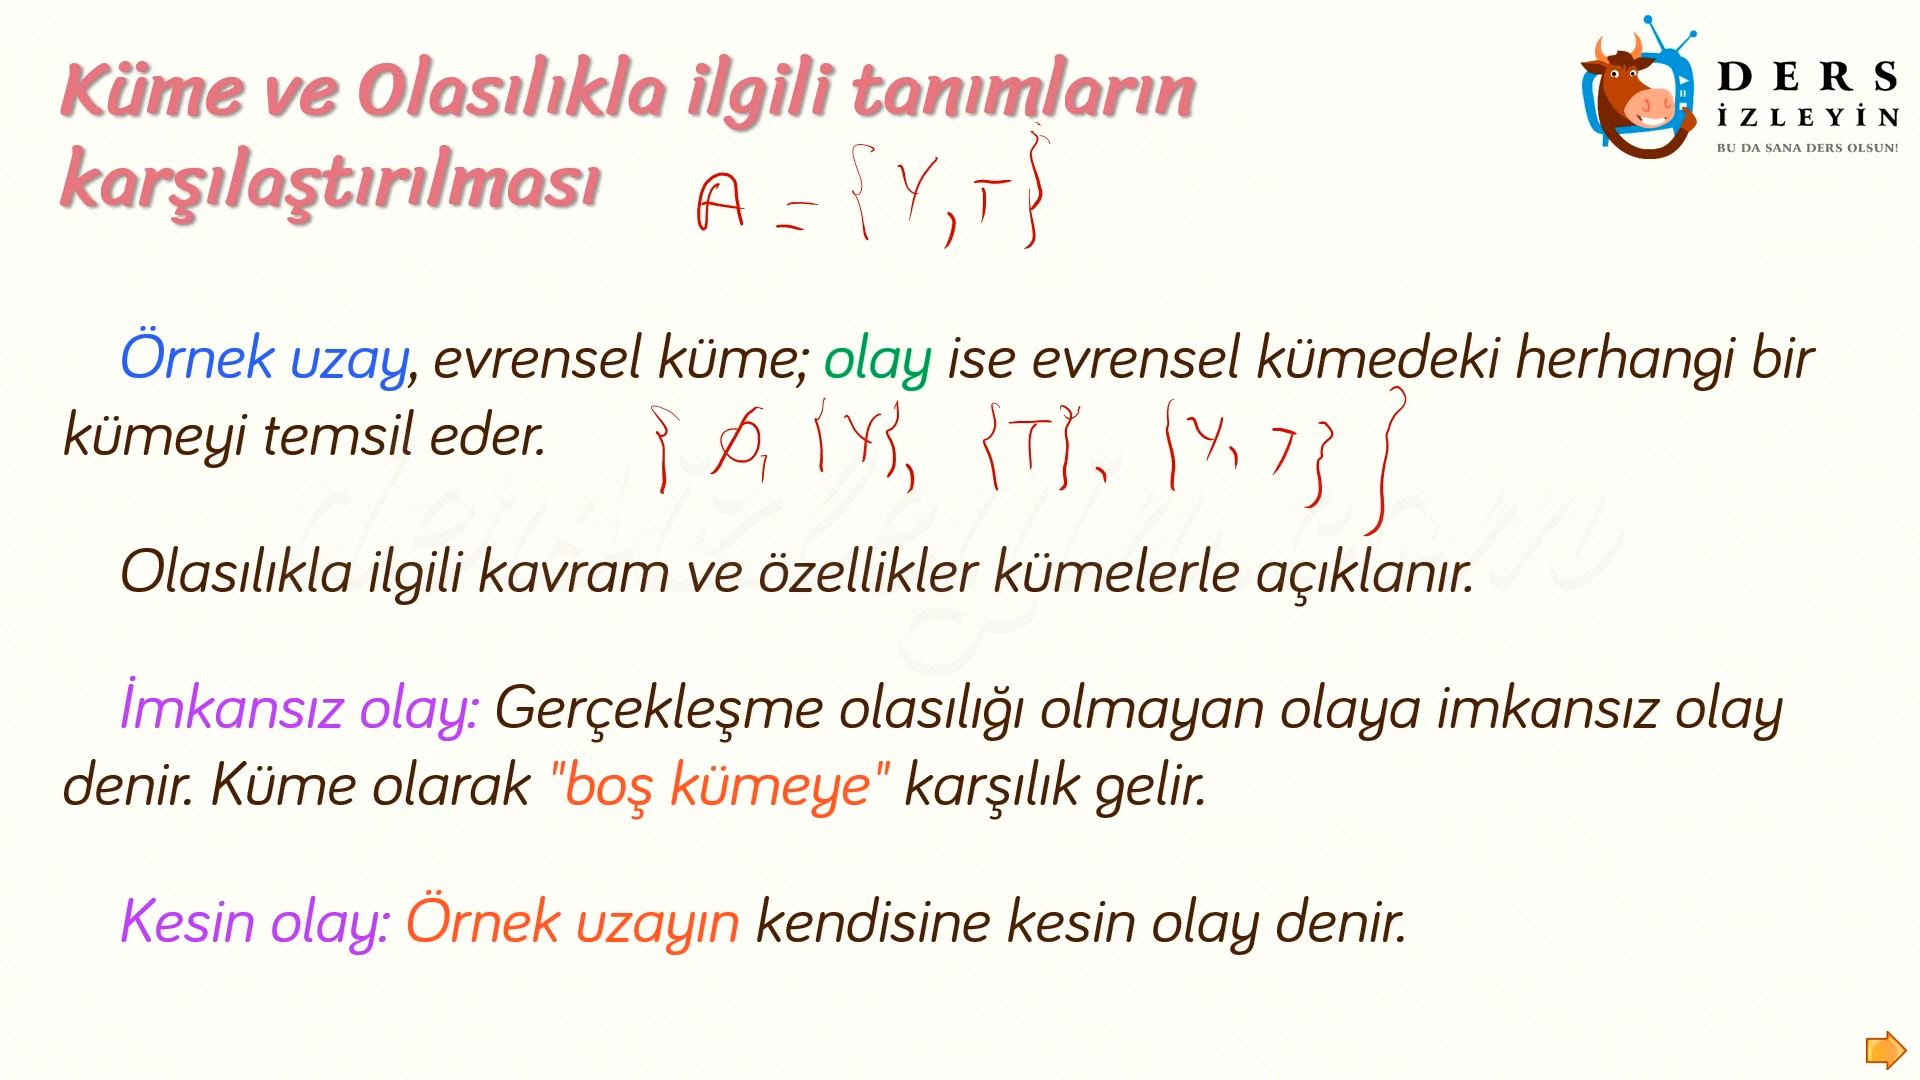 Küme ve Olasılıkla ilgili tanımların
karşılaştırılması
A = {Y, T}
DERS
İZLEYİN
BU DA SANA DERS OLSUN!
Örnek uzay, evrensel küme; olay ise evrensel kümedeki herhangi bir
kümeyi temsil eder.
{ Ø, {Y}, {T}, {Y, T} }
dersizleyin.com
Olasılıkla ilgili kavram ve özellikler kümelerle açıklanır.
İmkansız olay: Gerçekleşme olasılığı olmayan olaya imkansız olay
denir. Küme olarak "boş kümeye" karşılık gelir.
Kesin olay: Örnek uzayın kendisine kesin olay denir.